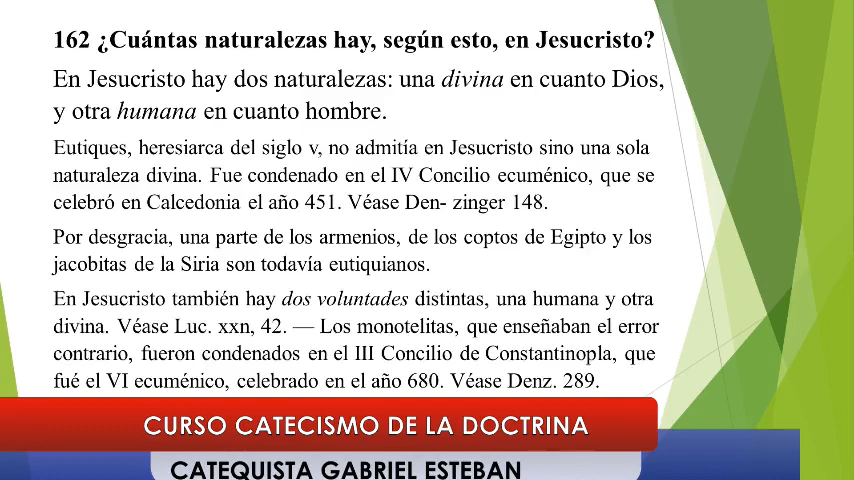 162 ¿Cuántas naturalezas hay, según esto, en Jesucristo?
En Jesucristo hay dos naturalezas: una divina en cuanto Dios,
y otra humana en cuanto hombre.
Eutiques, heresiarca del siglo v, no admitía en Jesucristo sino una sola
naturaleza divina. Fue condenado en el IV Concilio ecuménico, que se
celebró en Calcedonia el año 451. Véase Den- zinger 148.
Por desgracia, una parte de los armenios, de los coptos de Egipto y los
jacobitas de la Siria son todavía eutiquianos.
En Jesucristo también hay dos voluntades distintas, una humana y otra
divina. Véase Luc. xxn, 42. — Los monotelitas, que enseñaban el error
contrario, fueron condenados en el III Concilio de Constantinopla, que
fué el VI ecuménico, celebrado en el año 680. Véase Denz. 289.
CURSO CATECISMO DE LA DOCTRINA
CATEQUISTA GABRIEL ESTEBAN